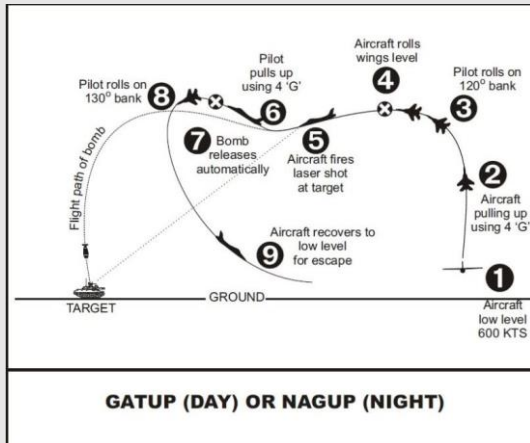 Pilot rolls on
130° bank
8
Pilot
pulls up
using 4 ‘G’
6
Aircraft rolls
wings level
4
Pilot rolls on
120° bank
3
7
Bomb
releases
automatically
5
Aircraft fires
laser shot
at target
2
Aircraft
pulling up
using 4 ‘G’
Flight path of bomb
Aircraft recovers to
low level
for escape
9
1
Aircraft
low level
600 KTS
TARGET
GROUND
GATUP (DAY) OR NAGUP (NIGHT)